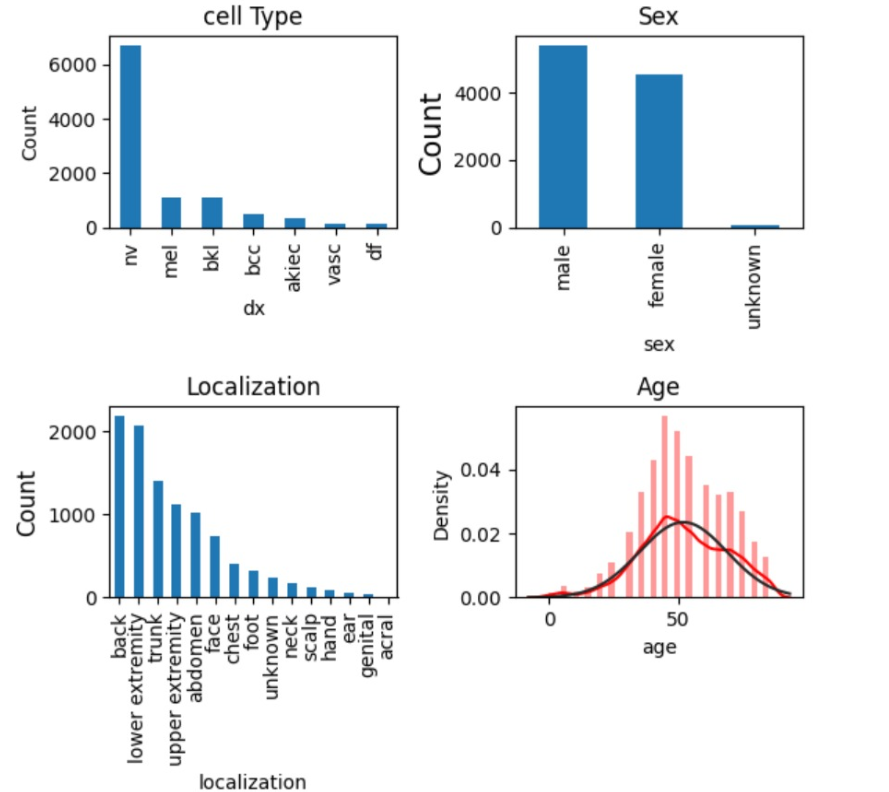 cell Type
Count
6000
4000
2000
0
nv
mel
bkl
bcc
akiec
vasc
df
dx
Sex
Count
4000
2000
0
male
female
unknown
sex
Localization
Count
2000
1000
0
back
lower extremity
trunk
upper extremity
abdomen
face
chest
foot
unknown
neck
scalp
hand
ear
genital
acral
localization
Age
Density
0.04
0.02
0.00
0
50
age